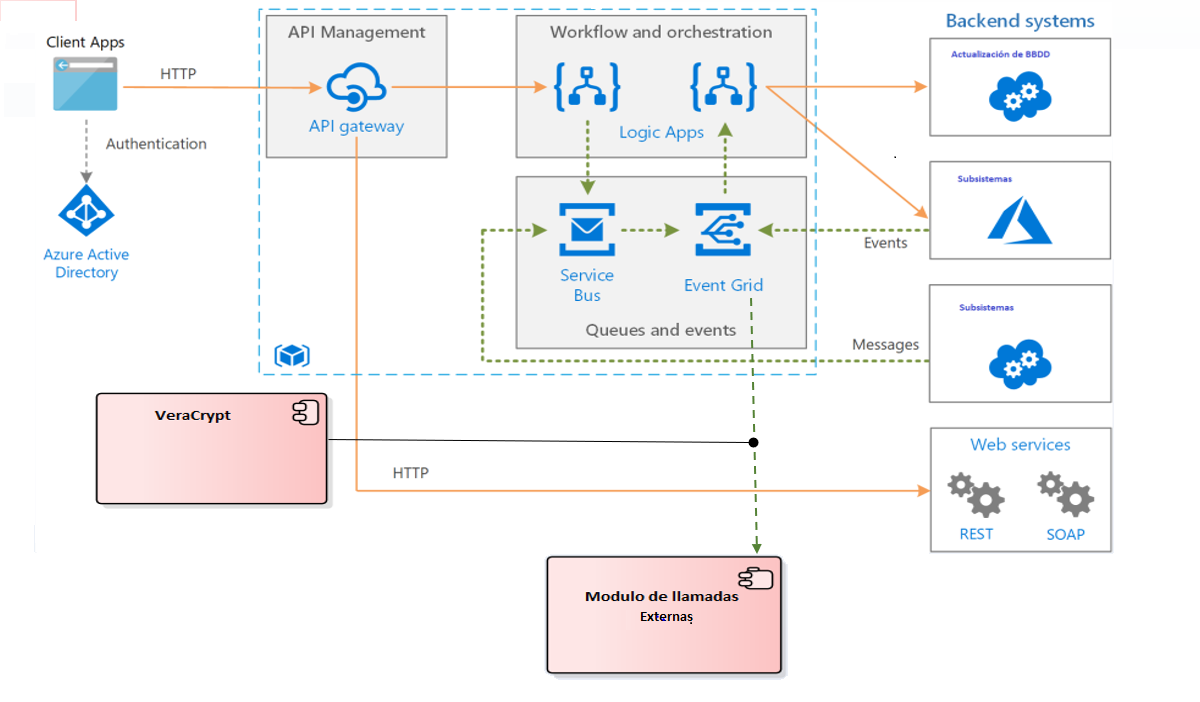 Backend systems
Client Apps
API Management
Workflow and orchestration
Actualización de BBDD
HTTP
API gateway
Logic Apps
Authentication
Subsistemas
Events
Azure Active
Directory
Service
Bus
Event Grid
Queues and events
Subsistemas
Messages
VeraCrypt
HTTP
Web services
REST
SOAP
Modulo de llamadas
Externaș